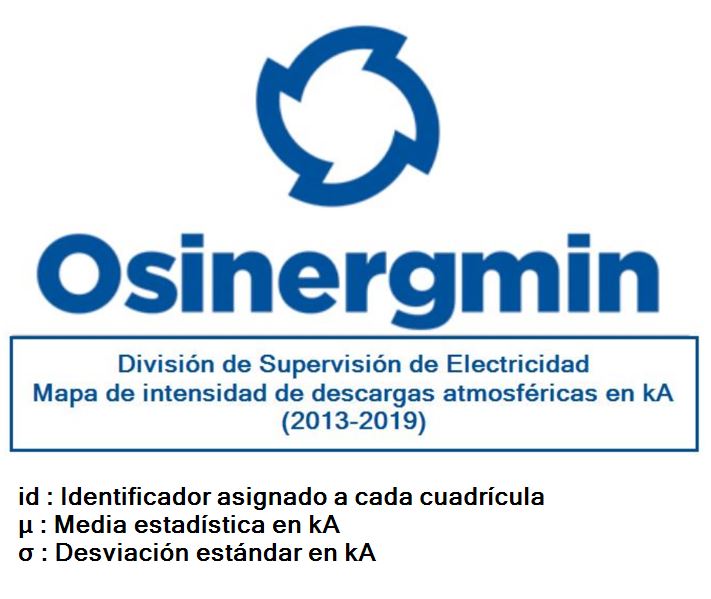 Osinergmin
División de Supervisión de Electricidad
Mapa de intensidad de descargas atmosféricas en kA
(2013-2019)
id : Identificador asignado a cada cuadrícula
µ : Media estadística en kA
σ : Desviación estándar en kA